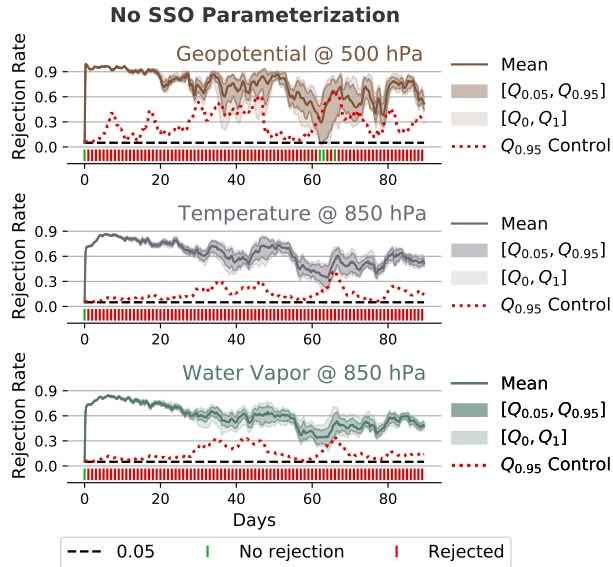 No SSO Parameterization
Geopotential @ 500 hPa
Rejection Rate
0.9
0.6
0.3
0.0
0 20 40 60 80
Mean
[Q0.05, Q0.95]
[Q0, Q1]
Q0.95 Control
Temperature @ 850 hPa
Rejection Rate
0.9
0.6
0.3
0.0
0 20 40 60 80
Mean
[Q0.05, Q0.95]
[Q0, Q1]
Q0.95 Control
Water Vapor @ 850 hPa
Rejection Rate
0.9
0.6
0.3
0.0
0 20 40 60 80
Days
Mean
[Q0.05, Q0.95]
[Q0, Q1]
Q0.95 Control
0.05 No rejection Rejected